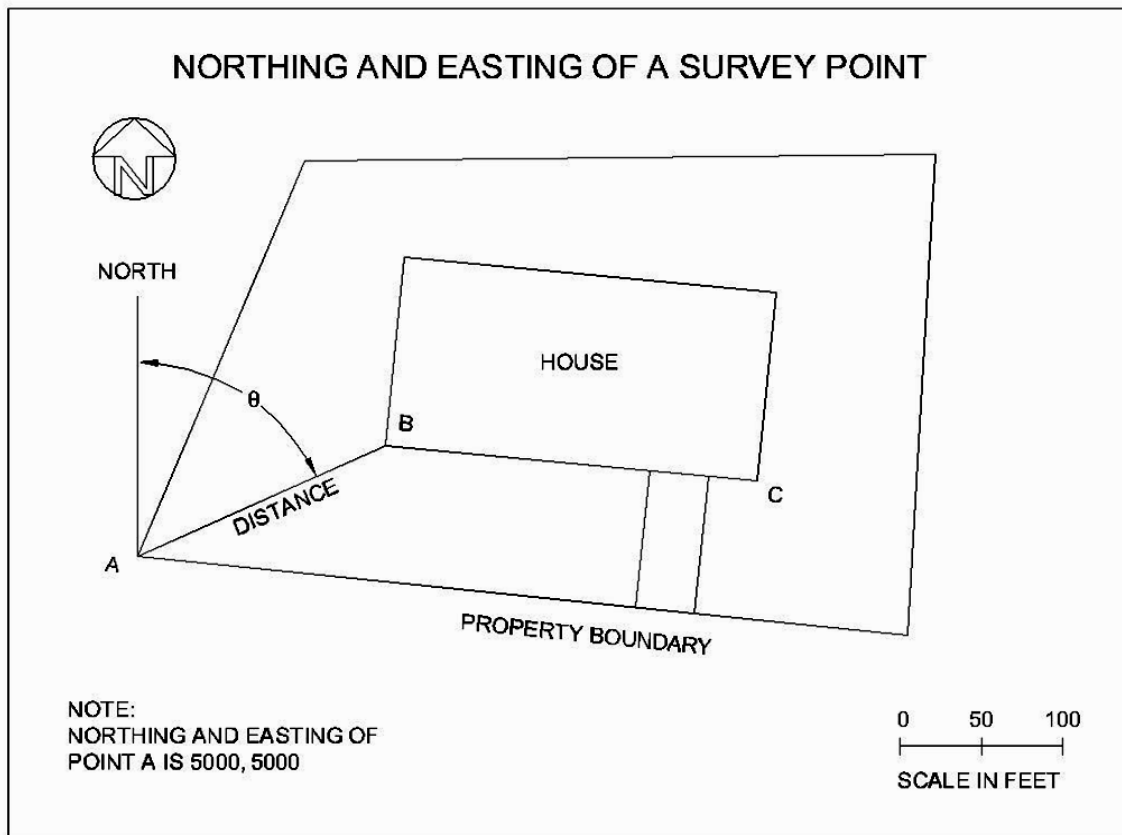 NORTHING AND EASTING OF A SURVEY POINT
N
NORTH
HOUSE
θ
B
DISTANCE
C
A
PROPERTY BOUNDARY
NOTE:
NORTHING AND EASTING OF
POINT A IS 5000, 5000
0 50 100
SCALE IN FEET